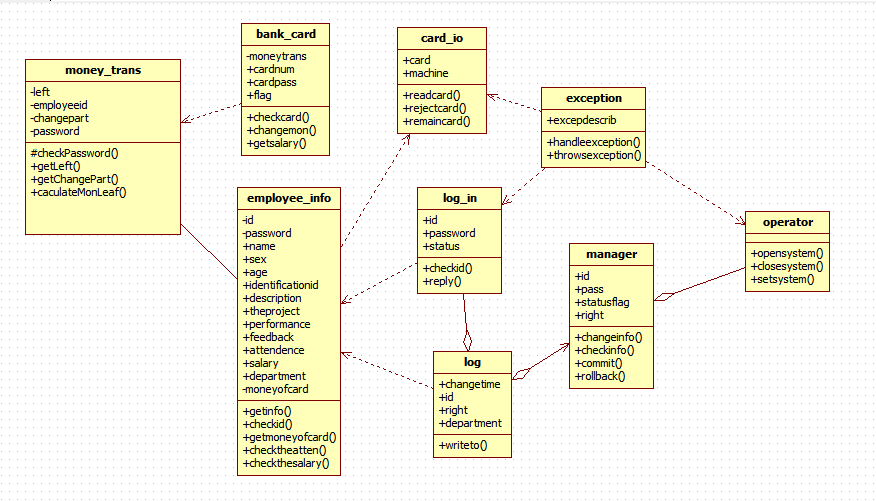 money_trans
-left
-employeeid
-changepart
-password
#checkPassword()
+getLeft()
+getChangePart()
+caculateMonLeaf()
bank_card
-moneytrans
+cardnum
+cardpass
+flag
+checkcard()
+changemon()
+getsalary()
card_io
+card
+machine
+readcard()
+rejectcard()
+remaincard()
exception
+excepdescrib
+handleexception()
+throwsexception()
employee_info
-id
-password
+name
+sex
+age
+identificationid
+description
+theproject
+performance
+feedback
+attendence
+salary
+department
-moneyofcard
+getinfo()
+checkid()
+getmoneyofcard()
+checktheatten()
+checkthesalary()
log_in
+id
+password
+status
+checkid()
+reply()
log
+changetime
+id
+right
+department
+writeto()
manager
+id
+pass
+statusflag
+right
+changeinfo()
+checkinfo()
+commit()
+rollback()
operator
+opensystem()
+closesystem()
+setsystem()